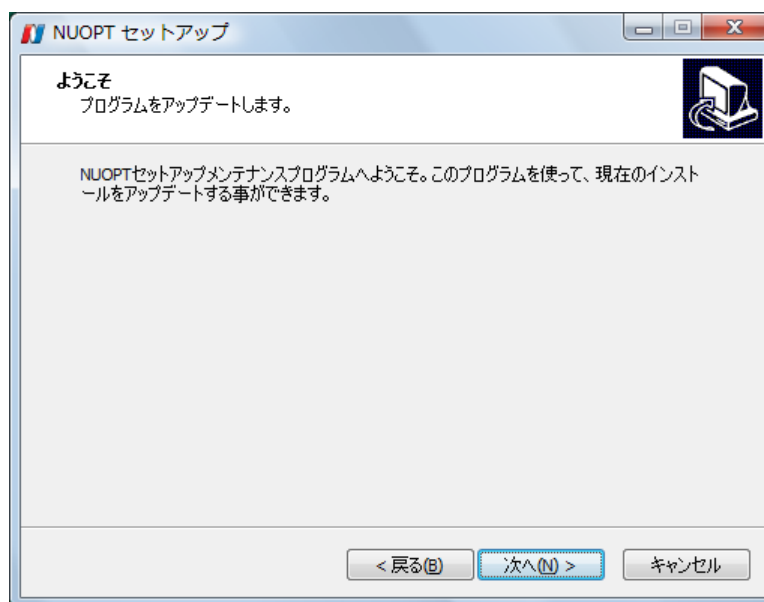 NUOPT セットアップ
ようこそ
プログラムをアップデートします。
NUOPTセットアップメンテナンスプログラムへようこそ。このプログラムを使って、現在のインスト
ールをアップデートする事ができます。
< 戻る(B)
次へ(N) >
キャンセル